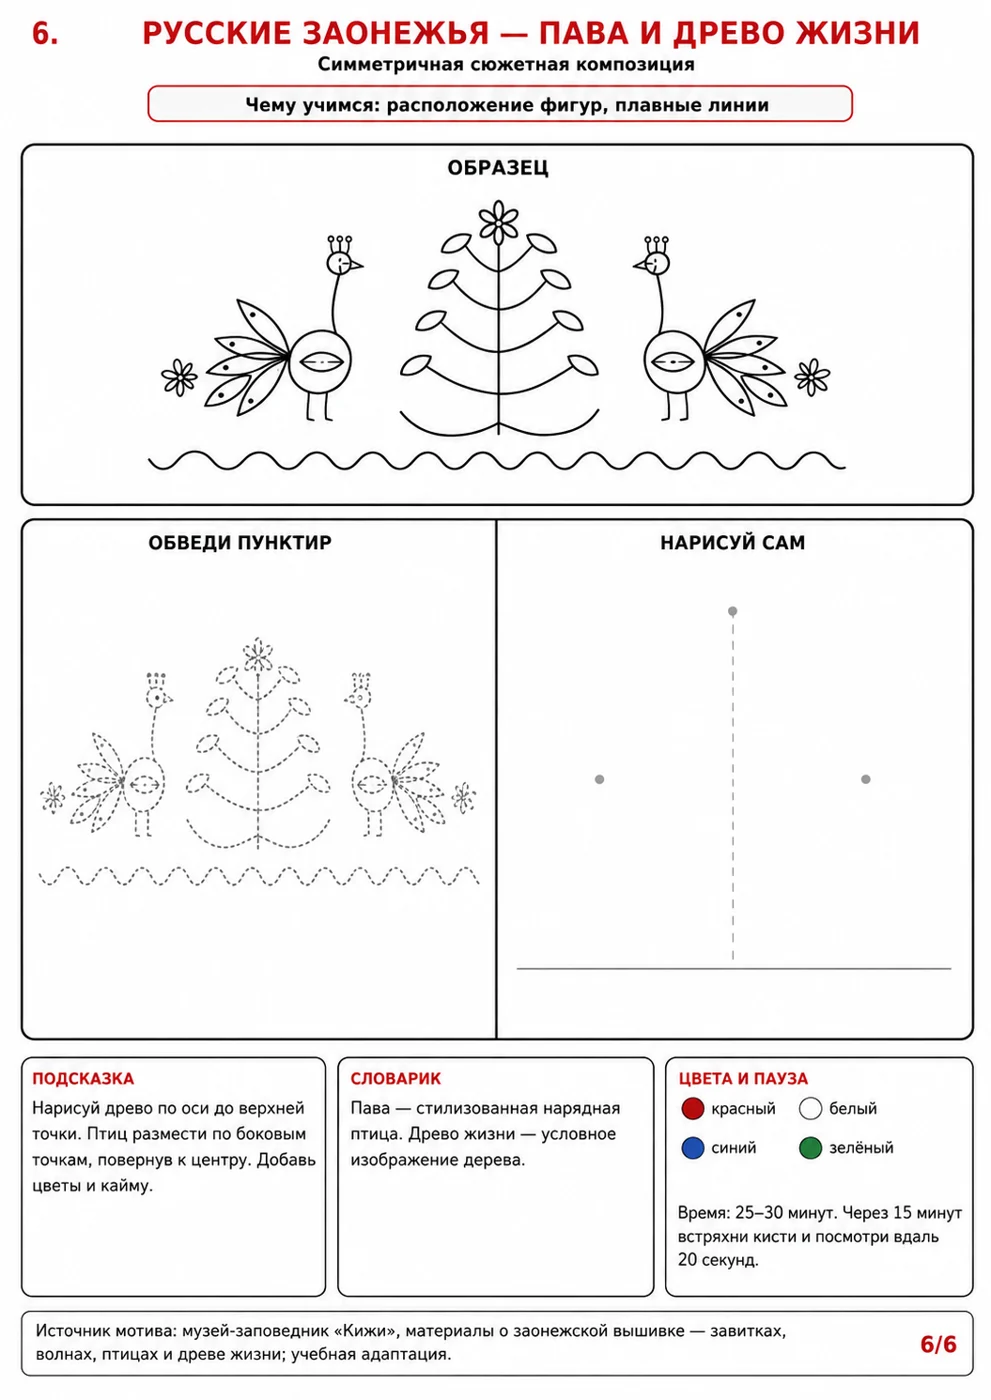 6. РУССКИЕ ЗАОНЕЖЬЯ — ПАВА И ДРЕВО ЖИЗНИ
Симметричная сюжетная композиция
Чему учимся: расположение фигур, плавные линии
ОБРАЗЕЦ
ОБВЕДИ ПУНКТИР
НАРИСУЙ САМ
ПОДСКАЗКА
Нарисуй древо по оси до верхней
точки. Птиц размести по боковым
точкам, повернув к центру. Добавь
цветы и кайму.
СЛОВАРИК
Пава — стилизованная нарядная
птица. Древо жизни — условное
изображение дерева.
ЦВЕТА И ПАУЗА
красный белый
синий зелёный
Время: 25–30 минут. Через 15 минут
встряхни кисти и посмотри вдаль
20 секунд.
Источник мотива: музей-заповедник «Кижи», материалы о заонежской вышивке — завитках,
волнах, птицах и древе жизни; учебная адаптация.
6/6